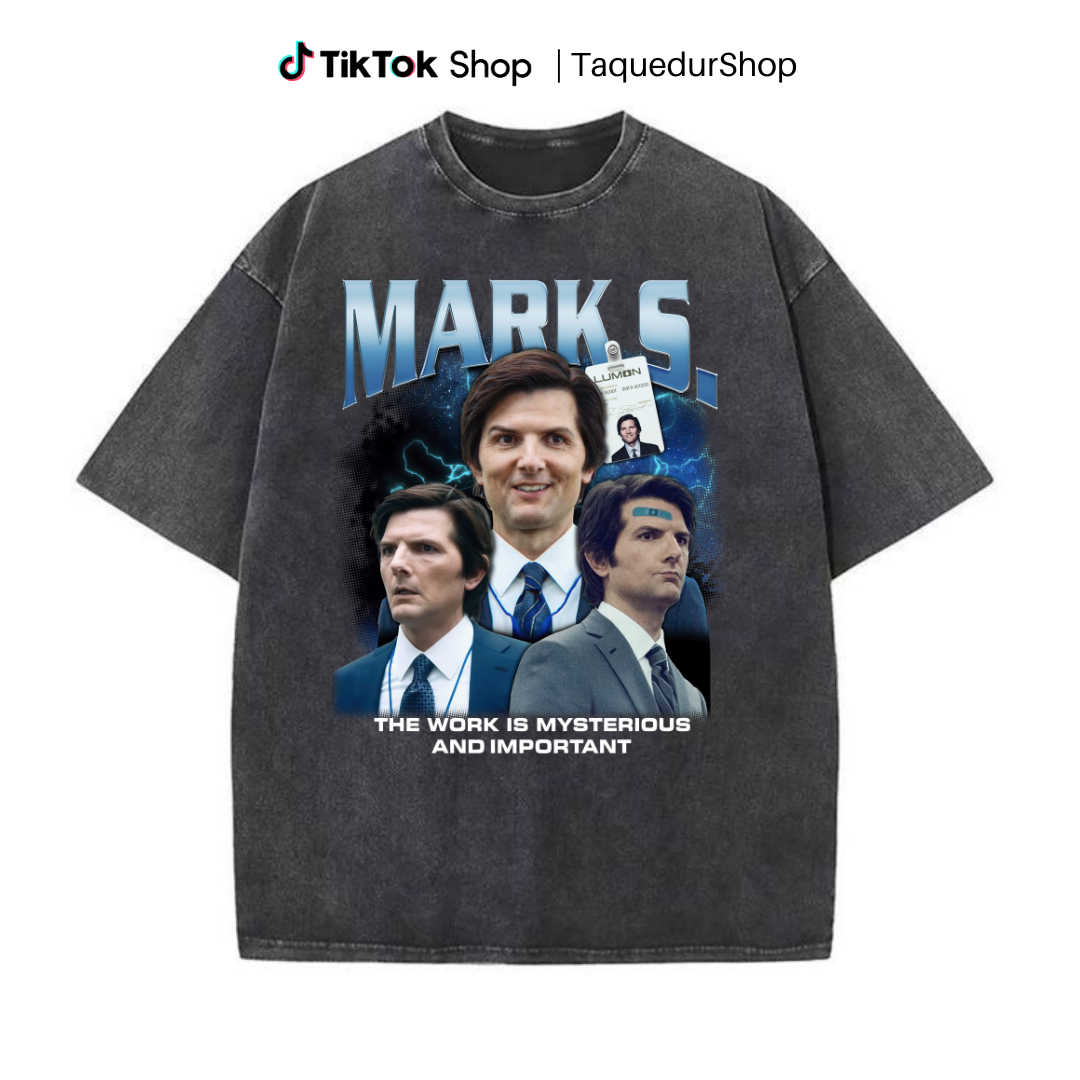 TikTok Shop | TaquedurShop
MARK S.
LUMON
THE WORK IS MYSTERIOUS
AND IMPORTANT